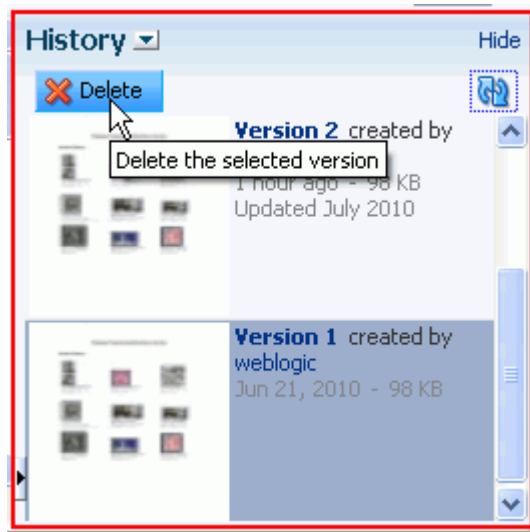 History
Hide
Delete
Version 2 created by
Delete the selected version
1 hour ago - 98 KB
Updated July 2010
Version 1 created by
weblogic
Jun 21, 2010 - 98 KB